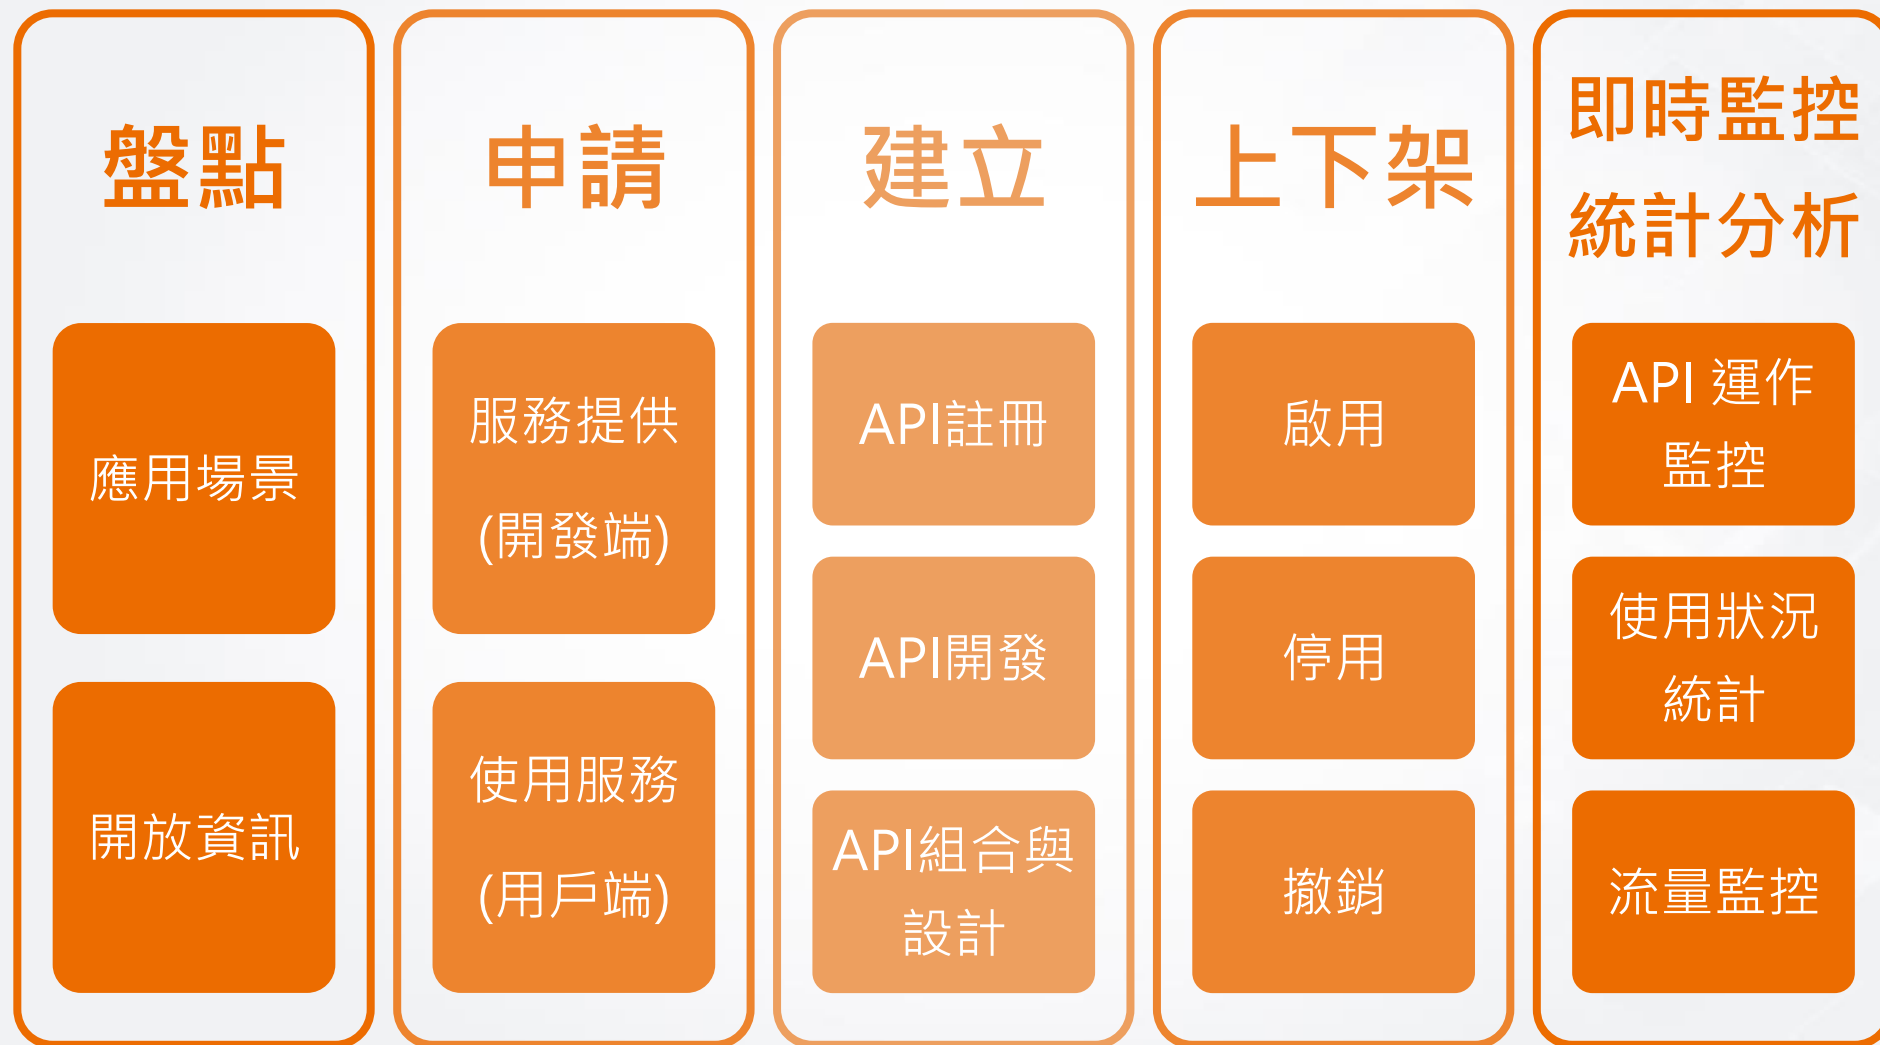 盤點
應用場景
開放資訊
申請
服務提供
(開發端)
使用服務
(用戶端)
建立
API註冊
API開發
API組合與
設計
上下架
啟用
停用
撤銷
即時監控
統計分析
API 運作
監控
使用狀況
統計
流量監控